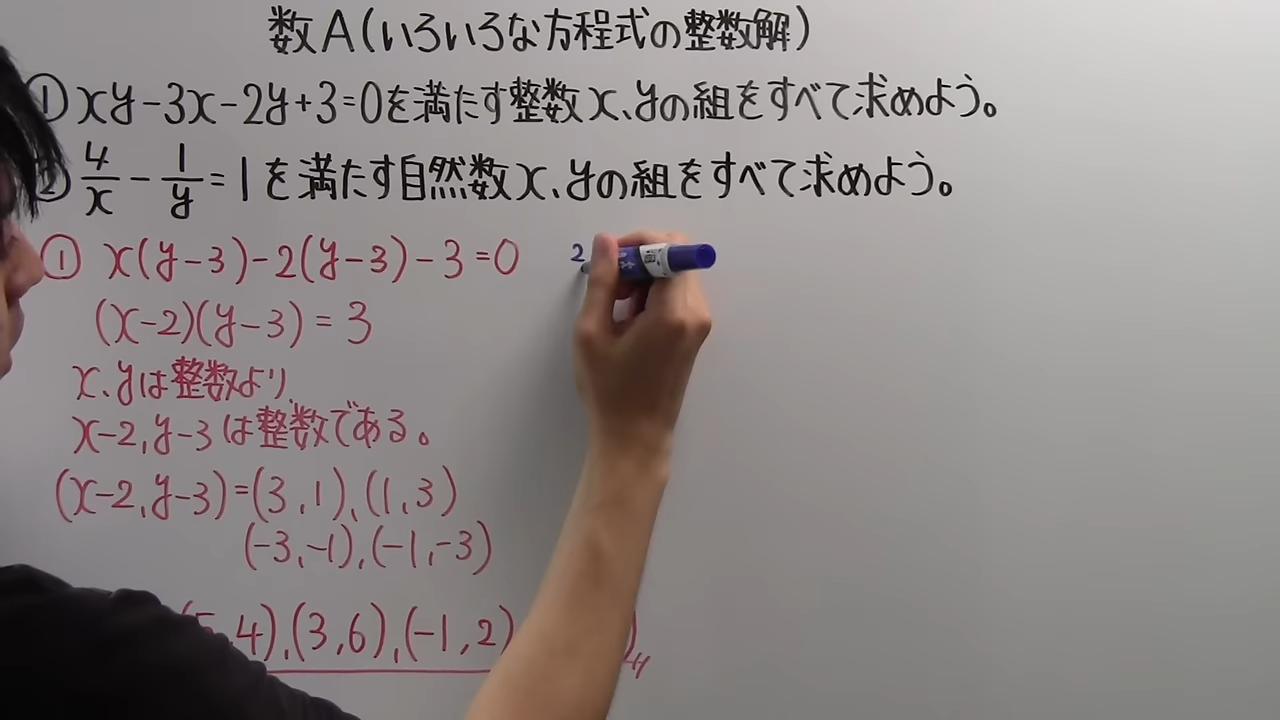 数A(いろいろな方程式の整数解)
① xy-3x-2y+3=0を満たす整数x、yの組をすべて求めよう。
② 4/x - 1/y = 1 を満たす自然数x、yの組をすべて求めよう。
① x(y-3)-2(y-3)-3=0
(x-2)(y-3)=3
x、yは整数より、
x-2,y-3は整数である。
(x-2,y-3)=(3,1),(1,3)
(-3,-1),(-1,-3)
4),(3,6),(-1,2)
2